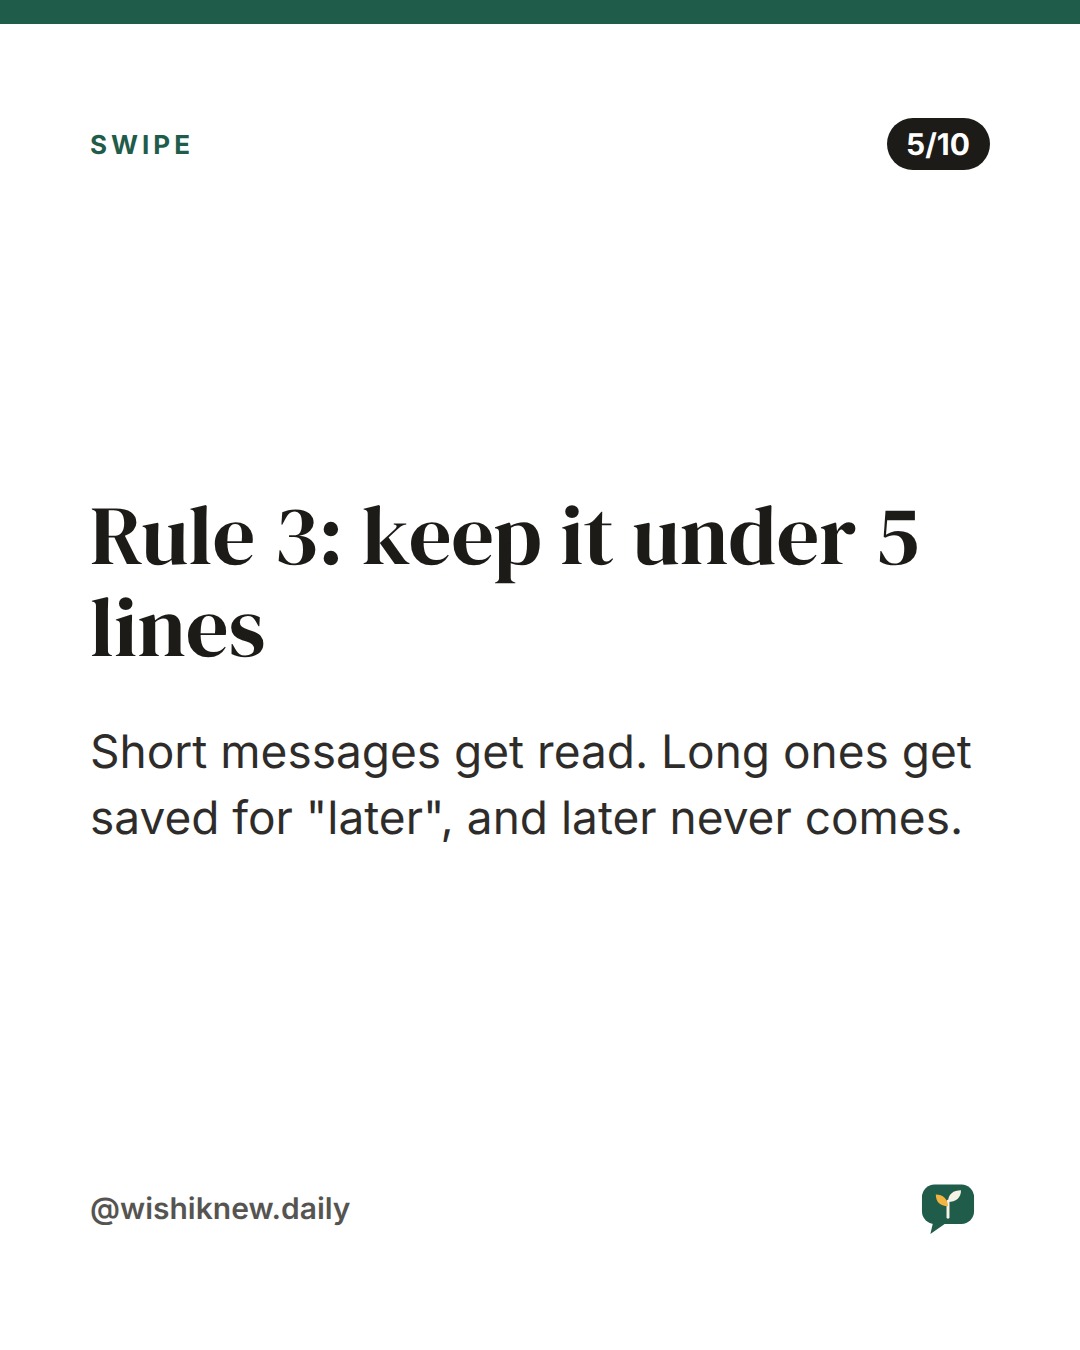 SWIPE
5/10
Rule 3: keep it under 5
lines
Short messages get read. Long ones get
saved for "later", and later never comes.
@wishiknew.daily